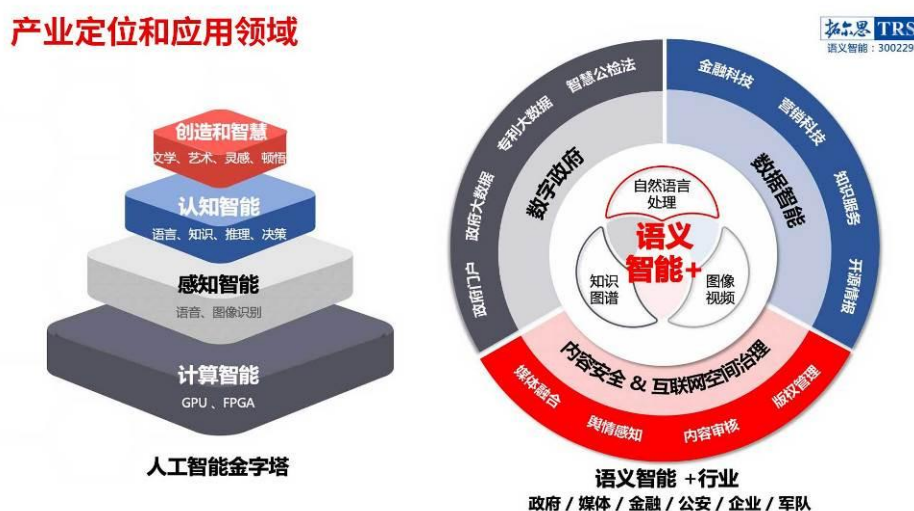 产业定位和应用领域
拓尔思 TRS
语义智能：300229
创造和智慧
文学、艺术、灵感、顿悟
认知智能
语言、知识、推理、决策
感知智能
语音、图像识别
计算智能
GPU 、FPGA
人工智能金字塔
政府门户
政府大数据
专利大数据
智慧公检法
数字政府
金融科技
营销科技
知识服务
开源情报
数据智能
自然语言
处理
语义
智能+
知识
图谱
图像
视频
内容安全 & 互联网空间治理
媒体融合
舆情感知
内容审核
版权管理
语义智能 +行业
政府 / 媒体 / 金融 / 公安 / 企业 / 军队